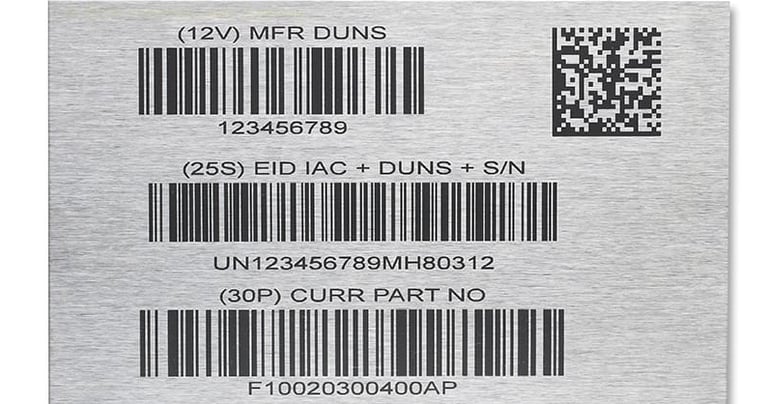 (12V) MFR DUNS
123456789
(25S) EID IAC + DUNS + S/N
UN123456789MH80312
(30P) CURR PART NO
F10020300400AP